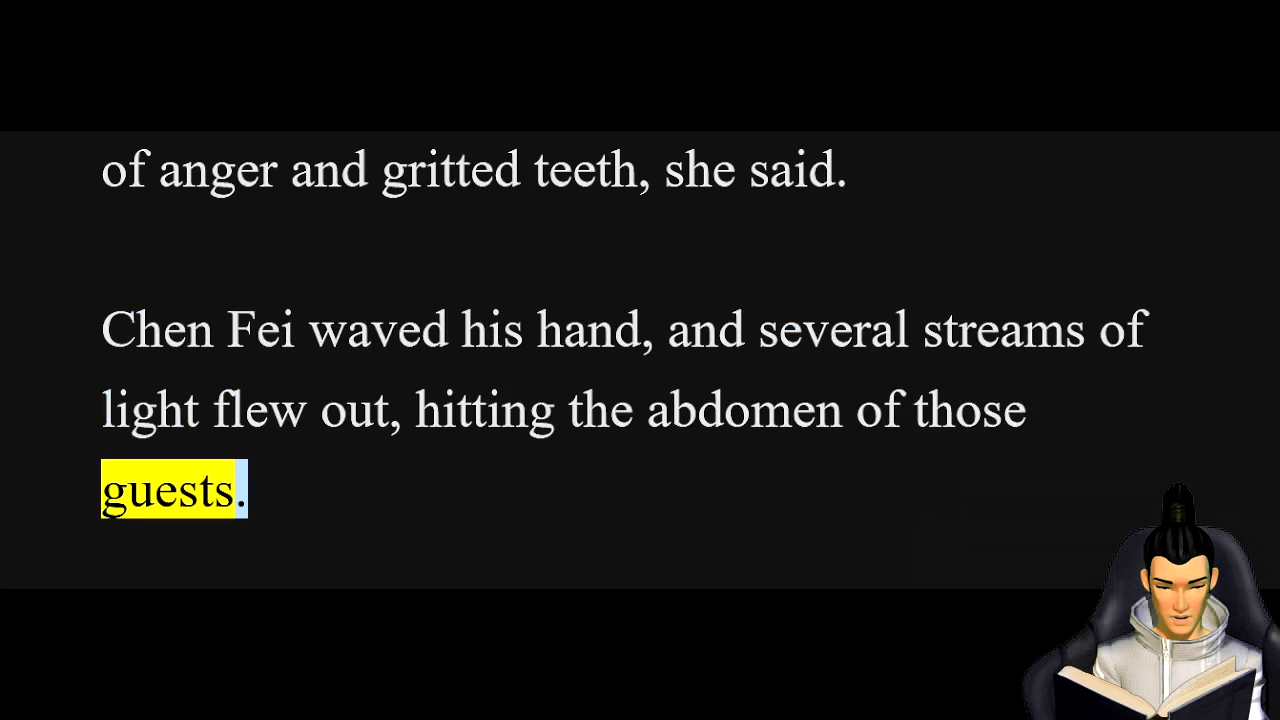 of anger and gritted teeth, she said.
Chen Fei waved his hand, and several streams of
light flew out, hitting the abdomen of those
guests.